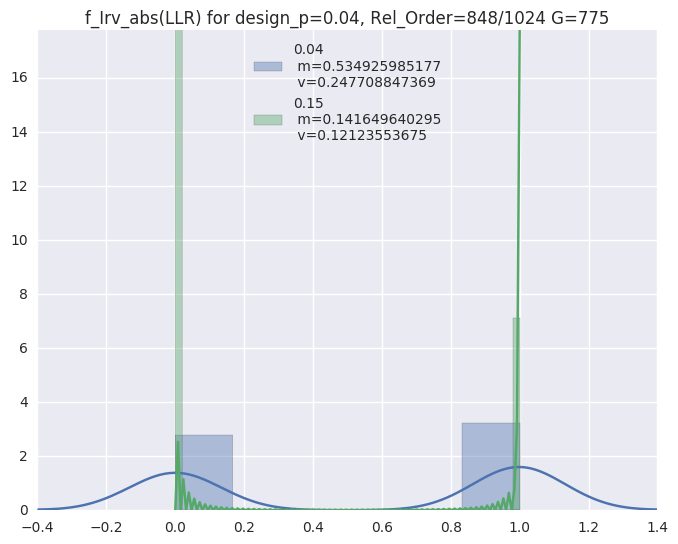 f_Irv_abs(LLR) for design_p=0.04, Rel_Order=848/1024 G=775
0.04
m=0.534925985177
v=0.247708847369
0.15
m=0.141649640295
v=0.12123553675
16
14
12
10
8
6
4
2
0
−0.4 −0.2 0.0 0.2 0.4 0.6 0.8 1.0 1.2 1.4